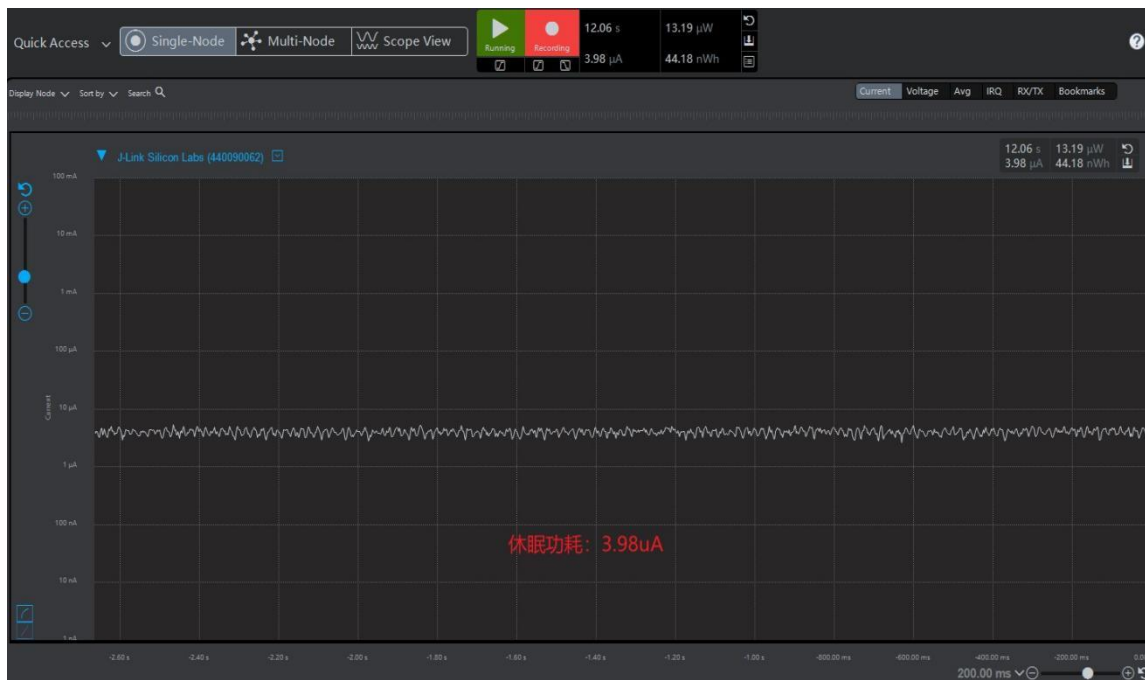 Quick Access
Single-Node
Multi-Node
Scope View
Running
Recording
12.06 s
13.19 µW
3.98 µA
44.18 nWh
?
Display Node
Sort by
Search
Current
Voltage
Avg
IRQ
RX/TX
Bookmarks
J-Link Silicon Labs (440090062)
12.06 s
13.19 µW
3.98 µA
44.18 nWh
100 mA
10 mA
1 mA
100 µA
10 µA
1 µA
100 nA
10 nA
1 nA
Current
休眠功耗：3.98uA
-2.60 s
-2.40 s
-2.20 s
-2.00 s
-1.80 s
-1.60 s
-1.40 s
-1.20 s
-1.00 s
-800.00 ms
-600.00 ms
-400.00 ms
-200.00 ms
200.00 ms